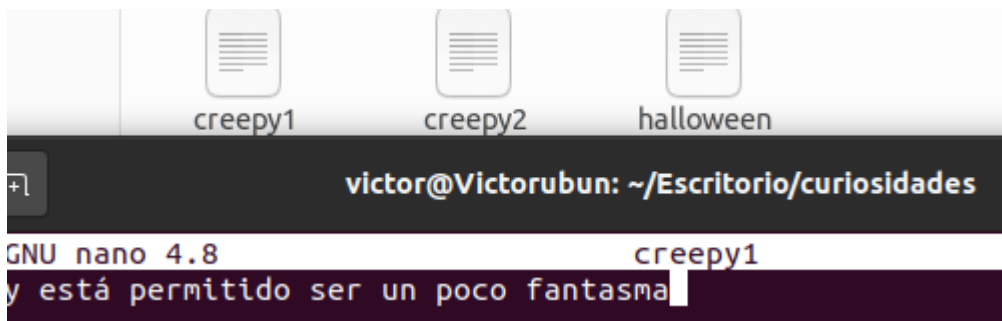 creepy1 creepy2 halloween
victor@Victorubun: ~/Escritorio/curiosidades
GNU nano 4.8 creepy1
y está permitido ser un poco fantasma